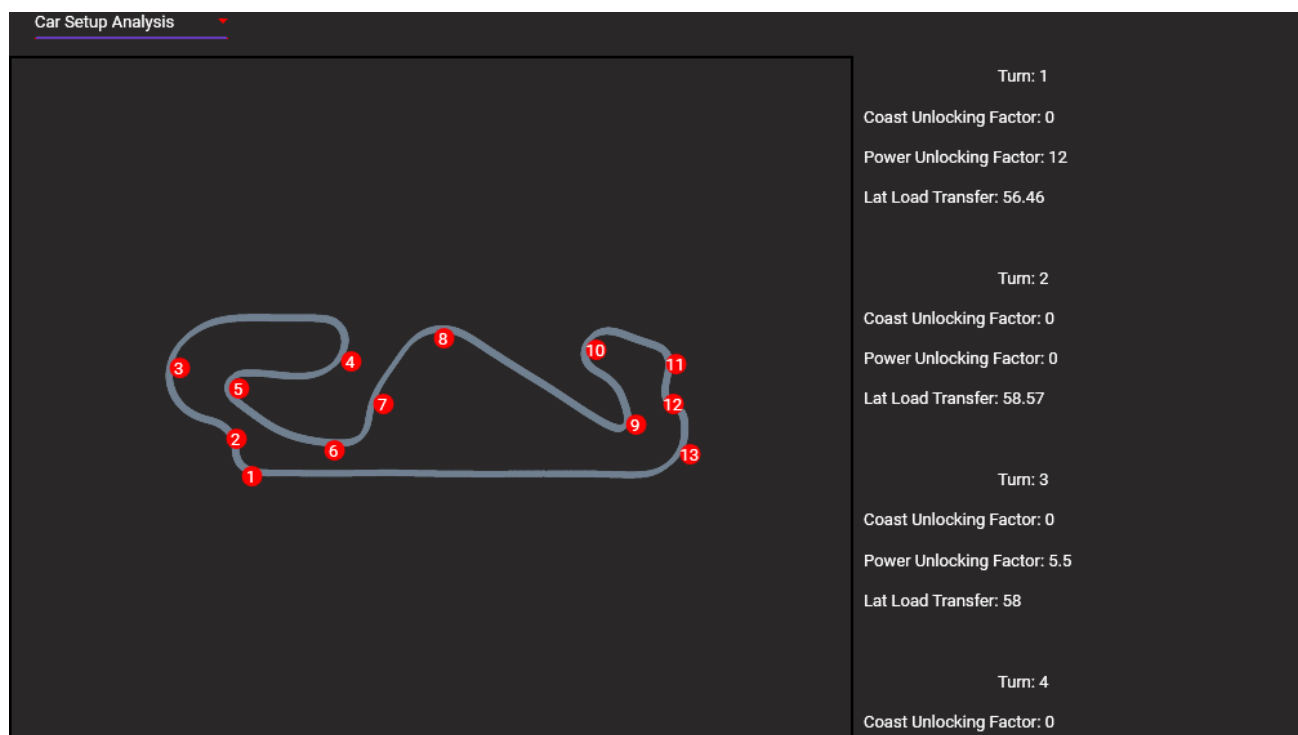 Car Setup Analysis
Turn: 1
Coast Unlocking Factor: 0
Power Unlocking Factor: 12
Lat Load Transfer: 56.46
Turn: 2
Coast Unlocking Factor: 0
Power Unlocking Factor: 0
Lat Load Transfer: 58.57
Turn: 3
Coast Unlocking Factor: 0
Power Unlocking Factor: 5.5
Lat Load Transfer: 58
Turn: 4
Coast Unlocking Factor: 0
1
2
3
4
5
6
7
8
9
10
11
12
13